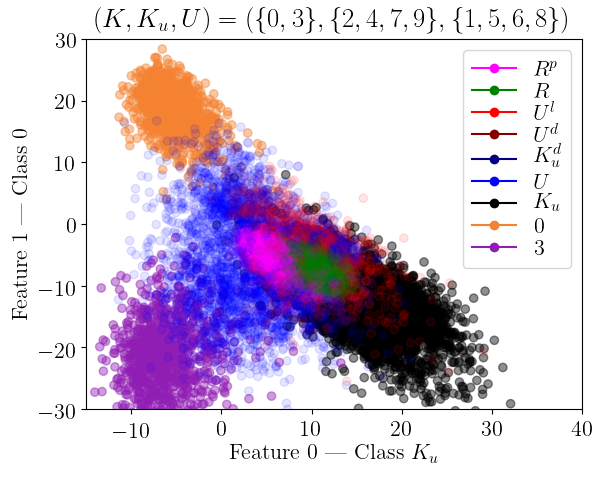 (K, K_u, U) = ({0, 3}, {2, 4, 7, 9}, {1, 5, 6, 8})
30
20
10
0
−10
−20
−30
Feature 1 — Class 0
R^p
R
U^l
U^d
K_u^d
U
K_u
0
3
−10
0
10
20
30
40
Feature 0 — Class K_u